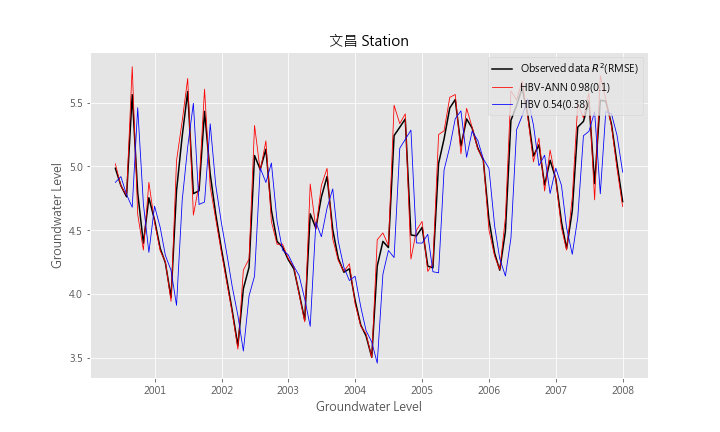 文昌 Station
Observed data R²(RMSE)
HBV-ANN 0.98(0.1)
HBV 0.54(0.38)
Groundwater Level
5.5
5.0
4.5
4.0
3.5
2001 2002 2003 2004 2005 2006 2007 2008
Groundwater Level